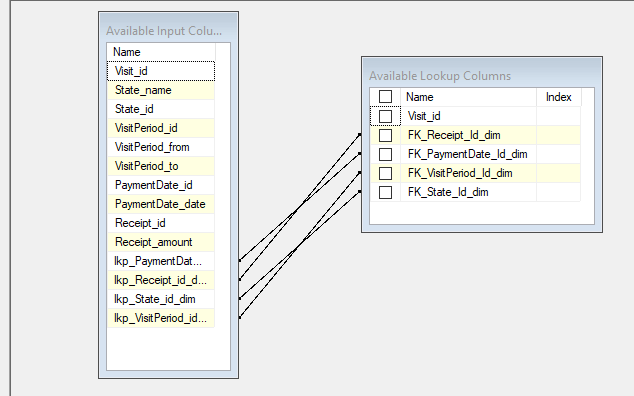 Available Input Colu...
Name
Visit_id
State_name
State_id
VisitPeriod_id
VisitPeriod_from
VisitPeriod_to
PaymentDate_id
PaymentDate_date
Receipt_id
Receipt_amount
lkp_PaymentDat...
lkp_Receipt_id_d...
lkp_State_id_dim
lkp_VisitPeriod_id...
Available Lookup Columns
Name Index
Visit_id
FK_Receipt_Id_dim
FK_PaymentDate_Id_dim
FK_VisitPeriod_Id_dim
FK_State_Id_dim